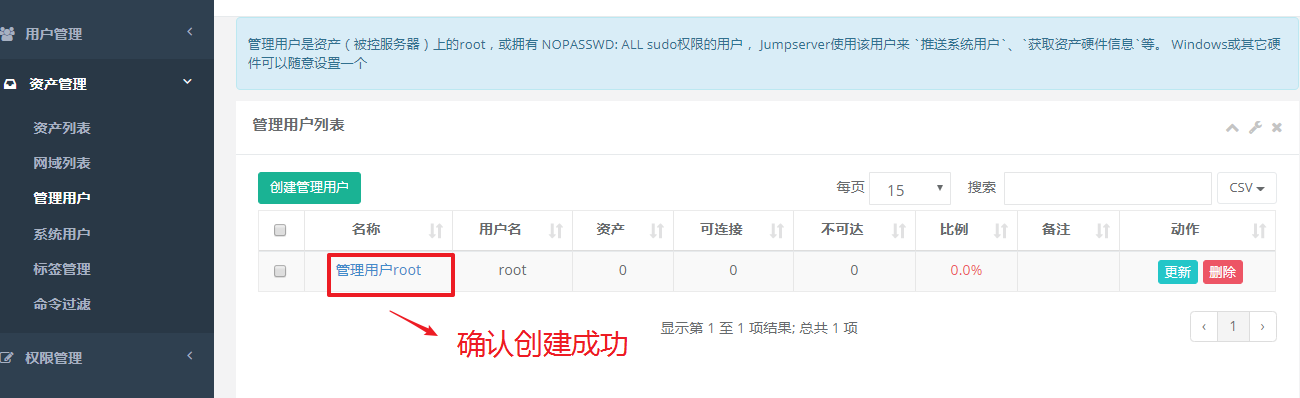 用户管理
资产管理
资产列表
网域列表
管理用户
系统用户
标签管理
命令过滤
权限管理
管理用户是资产（被控服务器）上的root，或拥有 NOPASSWD: ALL sudo权限的用户， Jumpserver使用该用户来 `推送系统用户`、`获取资产硬件信息`等。 Windows或其它硬
件可以随意设置一个
管理用户列表
创建管理用户 每页 15 搜索 CSV
名称 用户名 资产 可连接 不可达 比例 备注 动作
管理用户root root 0 0 0 0.0% 更新 删除
显示第 1 至 1 项结果; 总共 1 项 ‹ 1 ›
确认创建成功